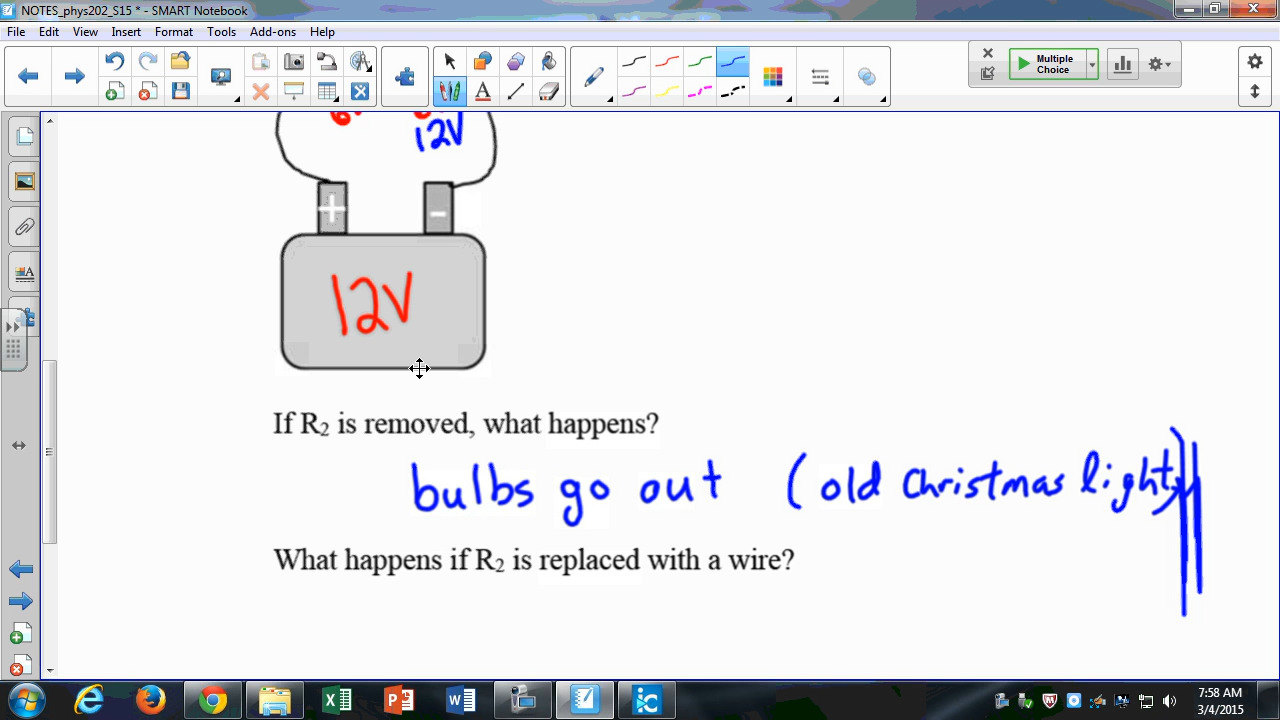 NOTES_phys202_S15 * - SMART Notebook
File Edit View Insert Format Tools Add-ons Help
Multiple
Choice
12V
+ -
12V
If R₂ is removed, what happens?
bulbs go out (old Christmas lights)
What happens if R₂ is replaced with a wire?
7:58 AM
3/4/2015